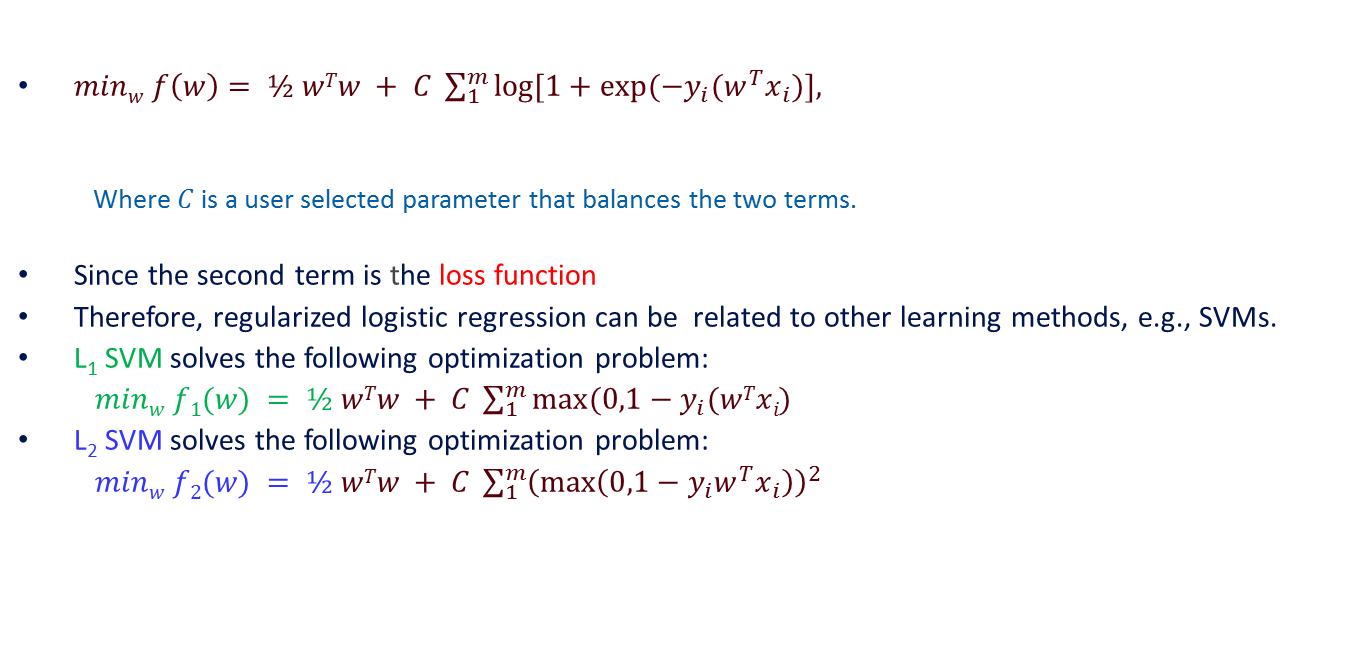 • min_w f(w) = ½ w^T w + C ∑_1^m log[1 + exp(−y_i(w^T x_i)],
Where C is a user selected parameter that balances the two terms.
• Since the second term is the loss function
• Therefore, regularized logistic regression can be related to other learning methods, e.g., SVMs.
• L_1 SVM solves the following optimization problem:
min_w f_1(w) = ½ w^T w + C ∑_1^m max(0,1 − y_i(w^T x_i)
• L_2 SVM solves the following optimization problem:
min_w f_2(w) = ½ w^T w + C ∑_1^m (max(0,1 − y_i w^T x_i))^2